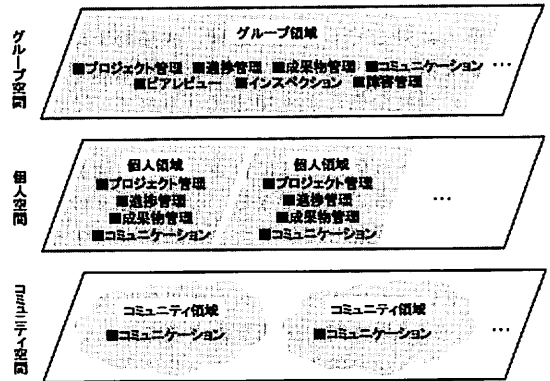 グループ空間
グループ領域
■プロジェクト管理 ■進捗管理 ■成果物管理 ■コミュニケーション …
■ピアレビュー ■インスペクション ■障害管理
個人空間
個人領域 個人領域
■プロジェクト管理 ■プロジェクト管理
■進捗管理 ■進捗管理 …
■成果物管理 ■成果物管理
■コミュニケーション ■コミュニケーション
コミュニティ空間
コミュニティ領域 コミュニティ領域
■コミュニケーション ■コミュニケーション …